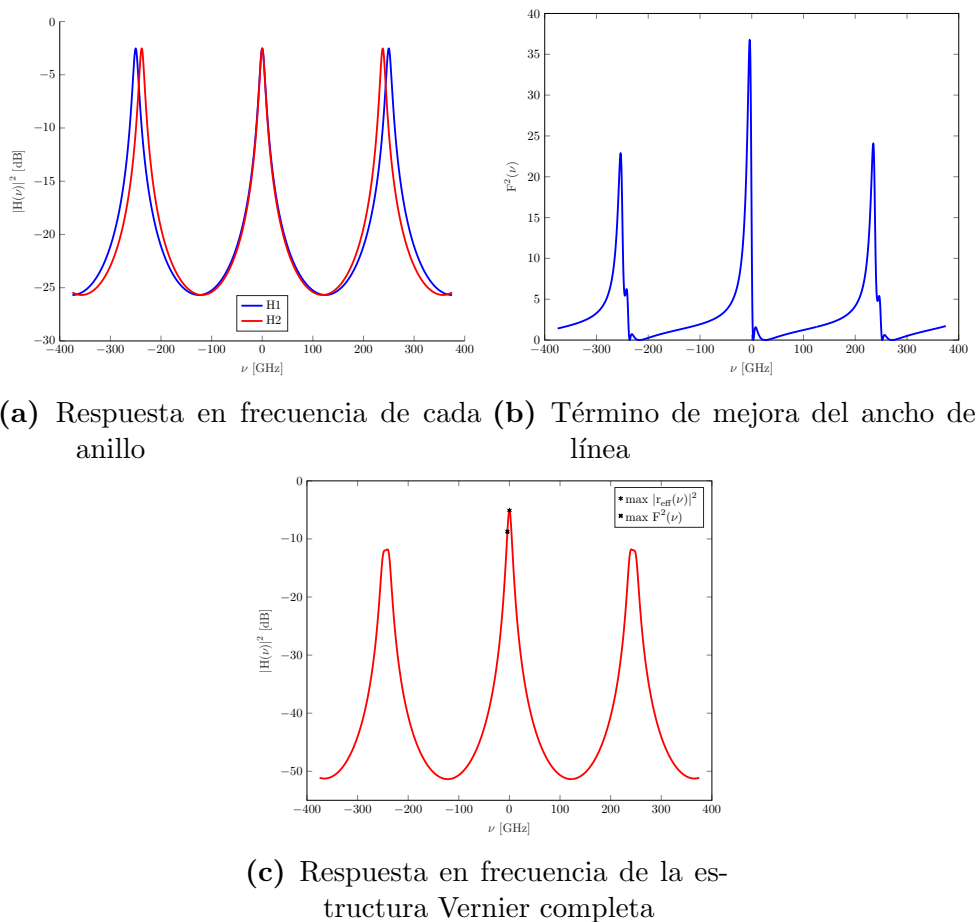 0
−5
−10
−15
−20
−25
−30
|H(ν)|² [dB]
−400 −300 −200 −100 0 100 200 300 400
ν [GHz]
H1
H2
40
35
30
25
20
15
10
5
0
F²(ν)
−400 −300 −200 −100 0 100 200 300 400
ν [GHz]
(a) Respuesta en frecuencia de cada
anillo
(b) Término de mejora del ancho de
línea
0
−10
−20
−30
−40
−50
|H(ν)|² [dB]
−400 −300 −200 −100 0 100 200 300 400
ν [GHz]
max |r_eff(ν)|²
max F²(ν)
(c) Respuesta en frecuencia de la es-
tructura Vernier completa